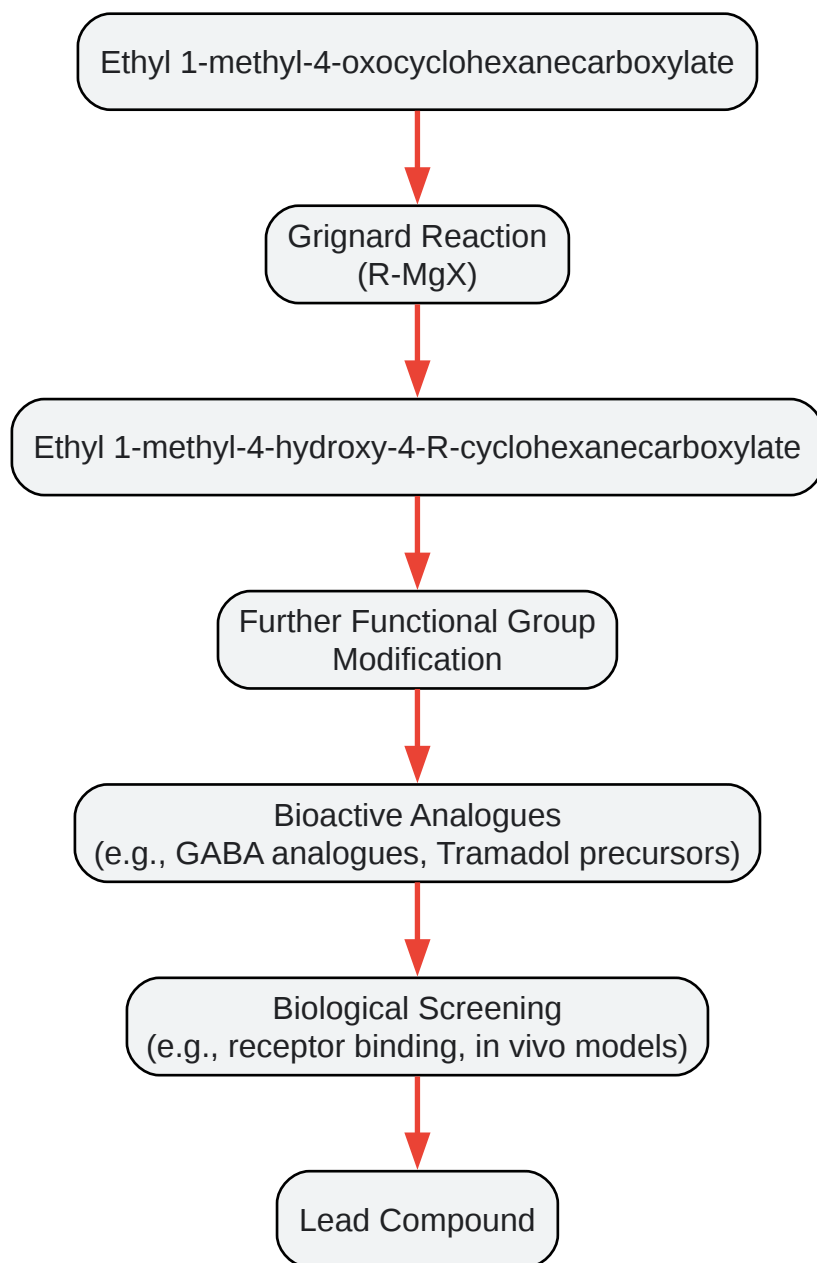 Ethyl 1-methyl-4-oxocyclohexanecarboxylate
Grignard Reaction
(R-MgX)
Ethyl 1-methyl-4-hydroxy-4-R-cyclohexanecarboxylate
Further Functional Group
Modification
Bioactive Analogues
(e.g., GABA analogues, Tramadol precursors)
Biological Screening
(e.g., receptor binding, in vivo models)
Lead Compound